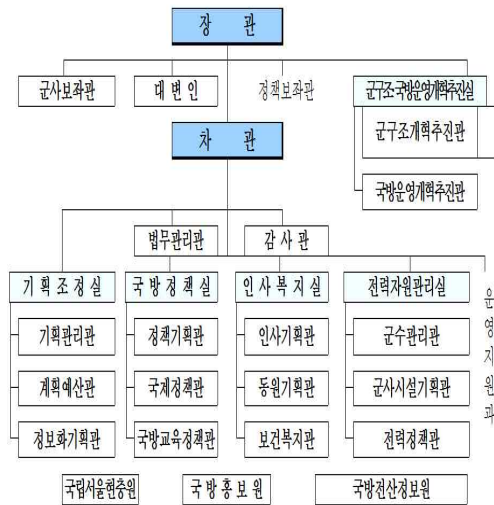 장 관
군사보좌관 대 변 인 정책보좌관 군구조·국방운영개혁추진실
군구조개혁추진관
차 관
국방운영개혁추진관
법무관리관 감 사 관
기 획 조 정 실 국 방 정 책 실 인 사 복 지 실 전력자원관리실 운영지원과
기획관리관 정책기획관 인사기획관 군수관리관
계획예산관 국제정책관 동원기획관 군사시설기획관
정보화기획관 국방교육정책관 보건복지관 전력정책관
국립서울현충원 국 방 홍 보 원 국방전산정보원